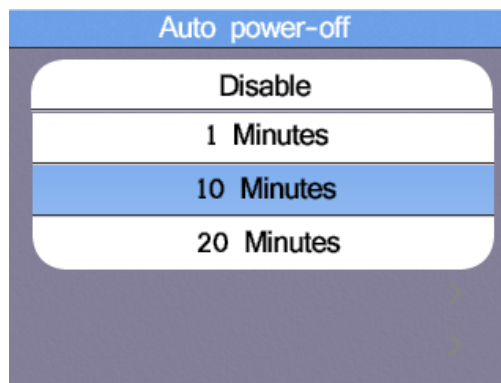 Auto power-off
Disable
1 Minutes
10 Minutes
20 Minutes